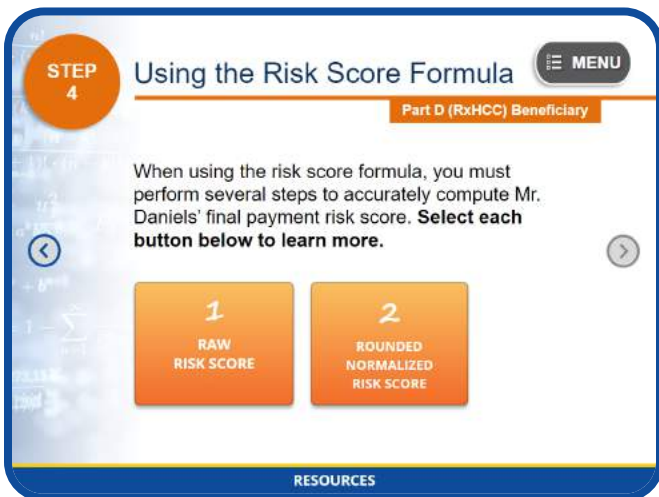 STEP
4
Using the Risk Score Formula
MENU
Part D (RxHCC) Beneficiary
When using the risk score formula, you must
perform several steps to accurately compute Mr.
Daniels' final payment risk score. Select each
button below to learn more.
1
RAW
RISK SCORE
2
ROUNDED
NORMALIZED
RISK SCORE
RESOURCES